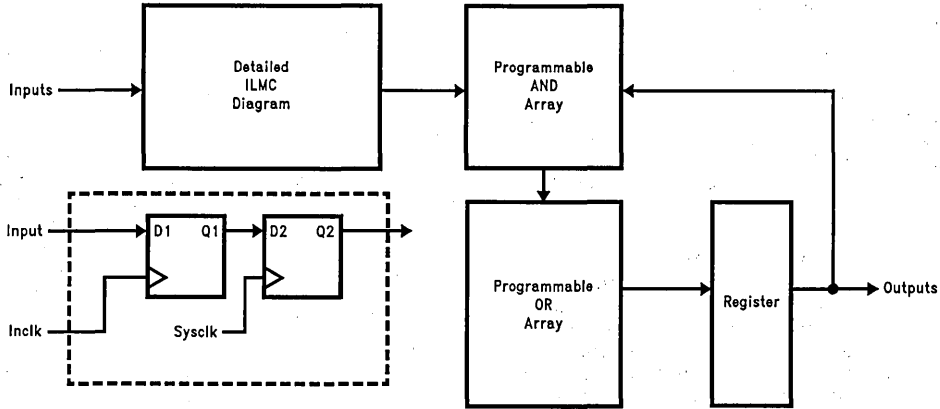 Inputs
Detailed
ILMC
Diagram
Programmable
AND
Array
Input
D1 Q1
D2 Q2
Inclk
Sysclk
Programmable
OR
Array
Register
Outputs